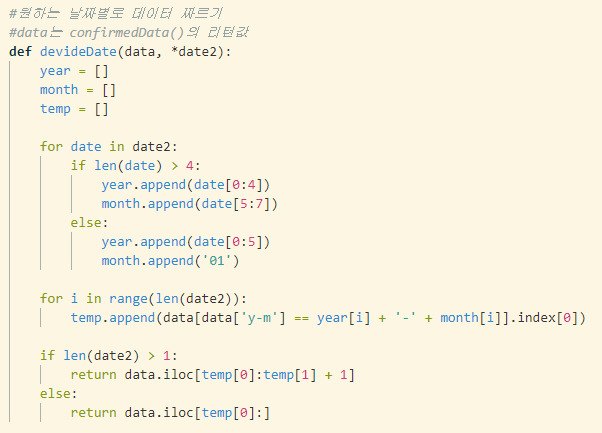 #원하는 날짜별로 데이터 짜르기
#data는 confirmedData()의 리턴값
def devideDate(data, *date2):
    year = []
    month = []
    temp = []

    for date in date2:
        if len(date) > 4:
            year.append(date[0:4])
            month.append(date[5:7])
        else:
            year.append(date[0:5])
            month.append('01')

    for i in range(len(date2)):
        temp.append(data[data['y-m'] == year[i] + '-' + month[i]].index[0])

    if len(date2) > 1:
        return data.iloc[temp[0]:temp[1] + 1]
    else:
        return data.iloc[temp[0]:]